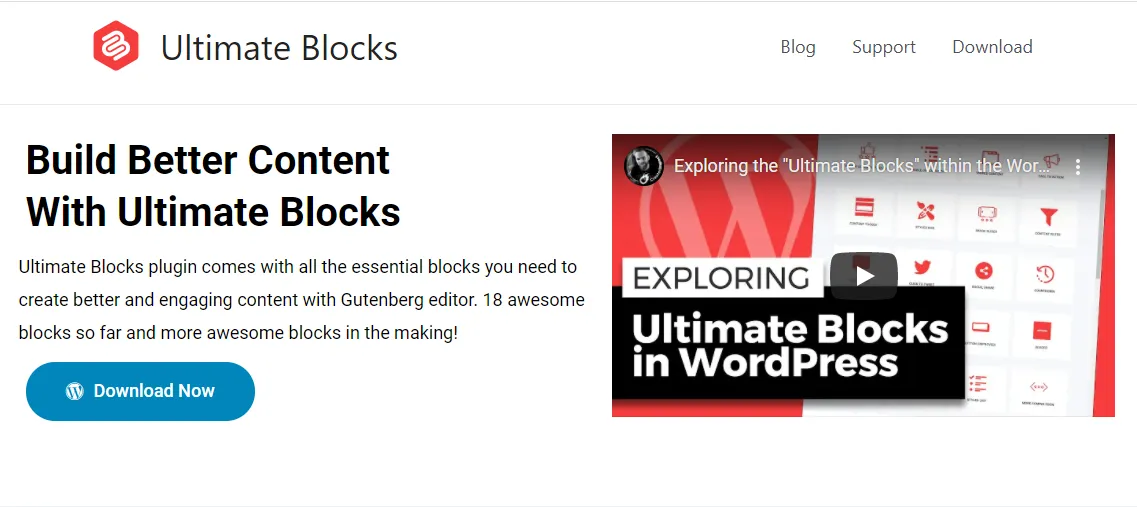 Ultimate Blocks
Blog
Support
Download
Build Better Content
With Ultimate Blocks
Ultimate Blocks plugin comes with all the essential blocks you need to
create better and engaging content with Gutenberg editor. 18 awesome
blocks so far and more awesome blocks in the making!
Download Now
Exploring the "Ultimate Blocks" within the Wor...
EXPLORING
Ultimate Blocks
in WordPress